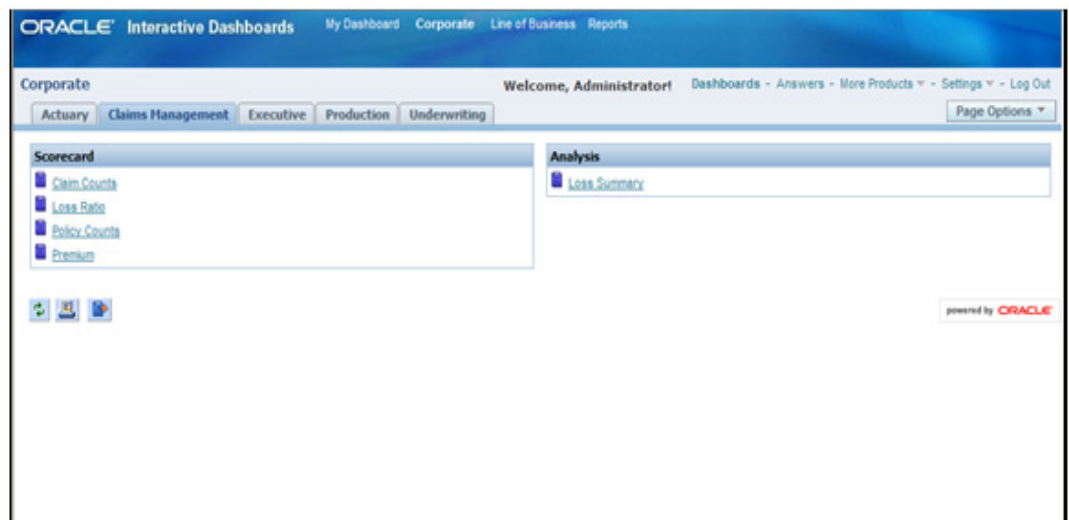 ORACLE Interactive Dashboards My Dashboard Corporate Line of Business Reports
Corporate Welcome, Administrator! Dashboards - Answers - More Products - Settings - Log Out
Actuary Claims Management Executive Production Underwriting Page Options
Scorecard
Claim Counts
Loss Ratio
Policy Counts
Premium
Analysis
Loss Summary
powered by ORACLE